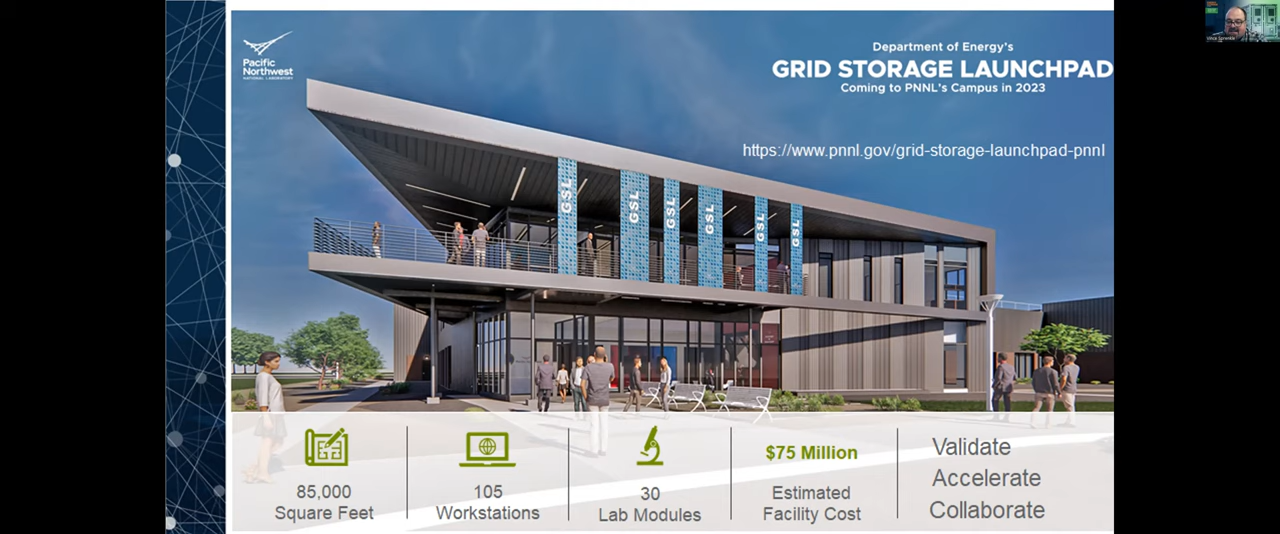 Pacific
Northwest
NATIONAL LABORATORY
Department of Energy's
GRID STORAGE LAUNCHPAD
Coming to PNNL's Campus in 2023
https://www.pnnl.gov/grid-storage-launchpad-pnnl
GSL
GSL
GSL
GSL
GSL
GSL
85,000
Square Feet
105
Workstations
30
Lab Modules
$75 Million
Estimated
Facility Cost
Validate
Accelerate
Collaborate
Vince Sprenkle